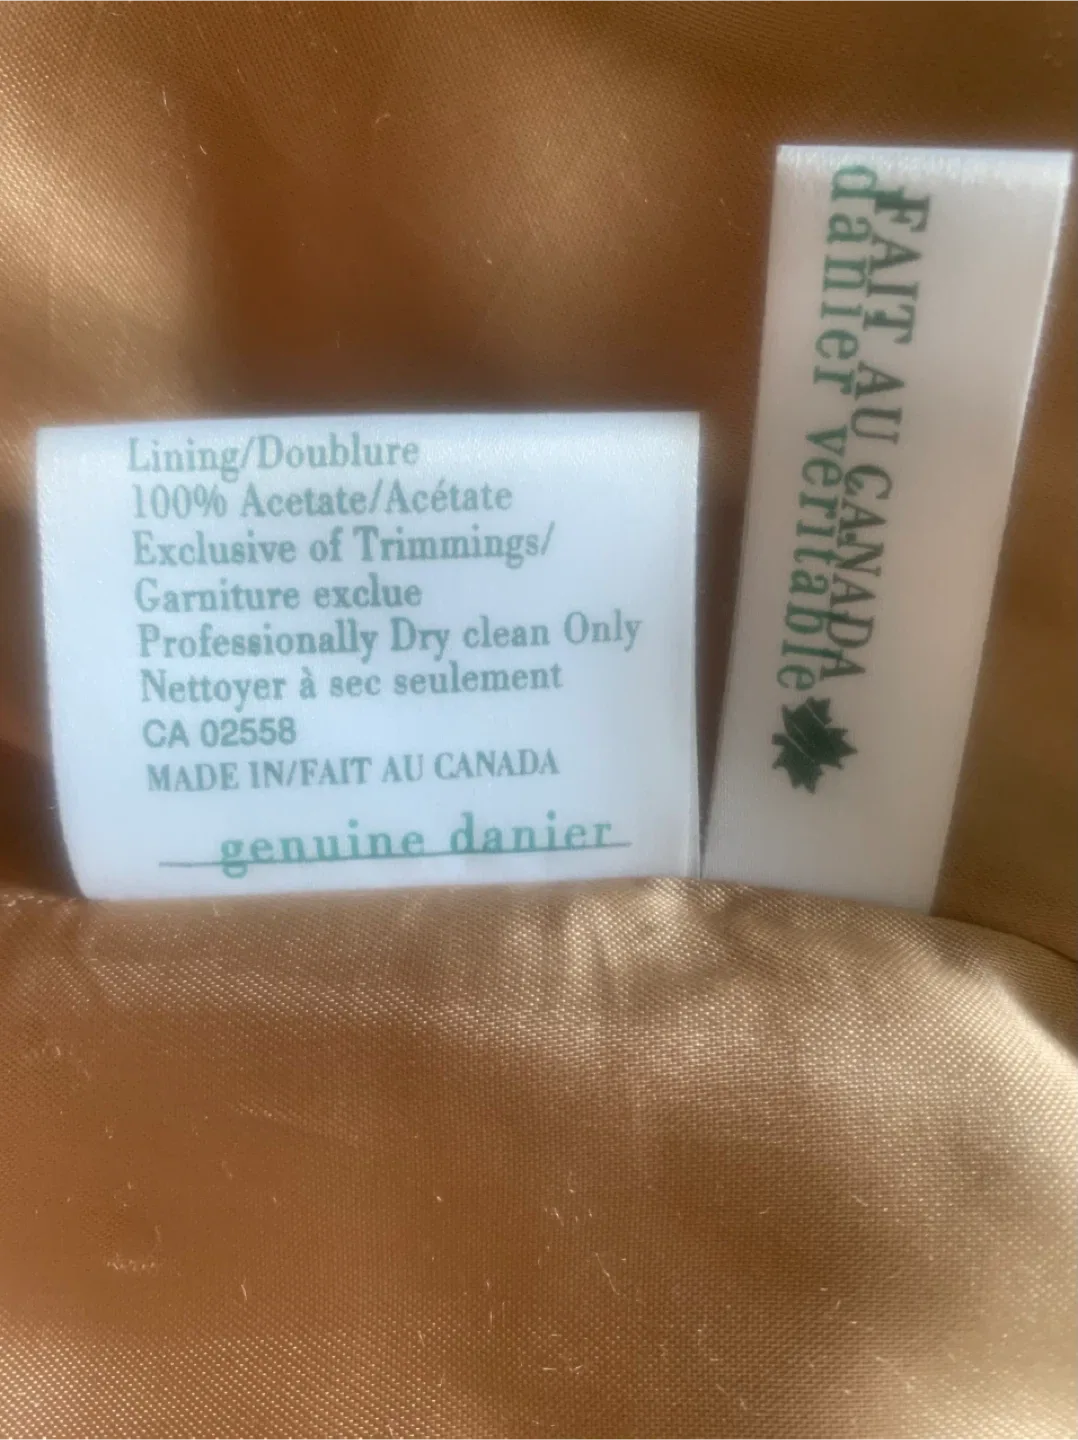 Lining/Doublure
100% Acetate/Acétate
Exclusive of Trimmings/
Garniture exclue
Professionally Dry clean Only
Nettoyer à sec seulement
CA 02558
MADE IN/FAIT AU CANADA
genuine danier
FAIT AU CANADA
danier véritable